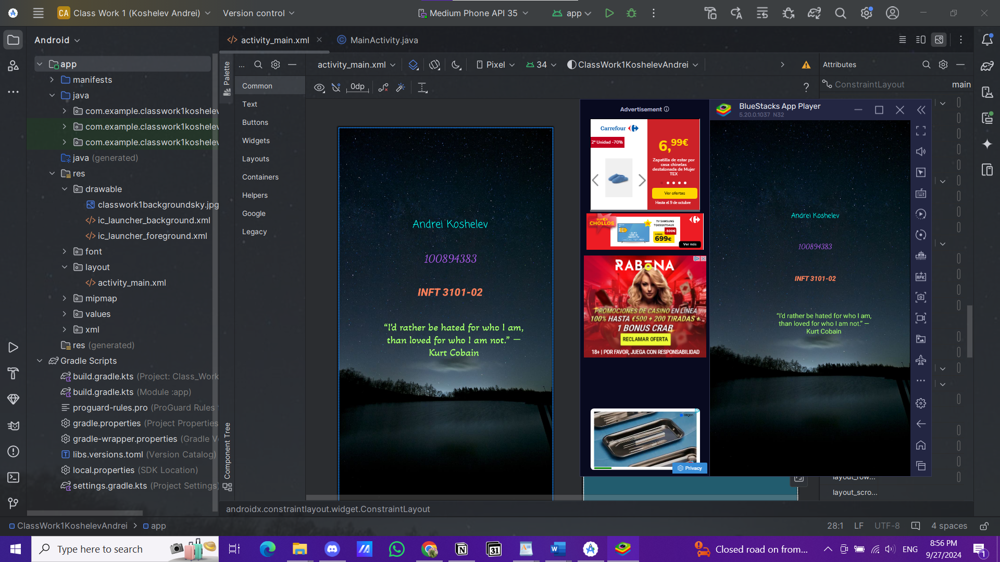 CA Class Work 1 (Koshelev Andrei) Version control Medium Phone API 35 app
Android
activity_main.xml MainActivity.java
app
manifests
java
com.example.classwork1koshelev
com.example.classwork1koshelev
com.example.classwork1koshelev
java (generated)
res
drawable
classwork1backgroundsky.jpg
ic_launcher_background.xml
ic_launcher_foreground.xml
font
layout
activity_main.xml
mipmap
values
xml
res (generated)
Gradle Scripts
build.gradle.kts (Project: Class_Work
build.gradle.kts (Module :app)
proguard-rules.pro (ProGuard Rules
gradle.properties (Project Properties
gradle-wrapper.properties (Gradle V
libs.versions.toml (Version Catalog)
local.properties (SDK Location)
settings.gradle.kts (Project Settings)
Palette
Component Tree
...
Common
Text
Buttons
Widgets
Layouts
Containers
Helpers
Google
Legacy
activity_main.xml Pixel 34 ClassWork1KoshelevAndrei
0dp
?
Andrei Koshelev
100894383
INFT 3101-02
“I'd rather be hated for who I am,
than loved for who I am not.” —
Kurt Cobain
Attributes
ConstraintLayout main
Advertisement
Carrefour
2ª Unidad -70%
6,99€
Zapatilla de estar por
casa chinelas
destalonada de Mujer
TEX
Ver ofertas
Hasta el 9 de octubre
SUPER
CHOLLOS
TV SAMSUNG
TQ65Q67DAUX
-500€
699€
Ver más
RABONA
PROMOCIONES DE CASINO EN LÍNEA
100% HASTA €500 + 200 TIRADAS +
1 BONUS CRAB
RECLAMAR OFERTA
18+ | POR FAVOR, JUEGA CON RESPONSABILIDAD
aegon
Privacy
BlueStacks App Player
5.20.0.1037 N32
Andrei Koshelev
100894383
INFT 3101-02
“I'd rather be hated for who I am,
than loved for who I am not.” —
Kurt Cobain
APK
layout_row...
layout_scro...
androidx.constraintlayout.widget.ConstraintLayout
ClassWork1KoshelevAndrei app
28:1 LF UTF-8 4 spaces
Type here to search
31
W
Closed road on from...
ENG
8:56 PM
9/27/2024
1